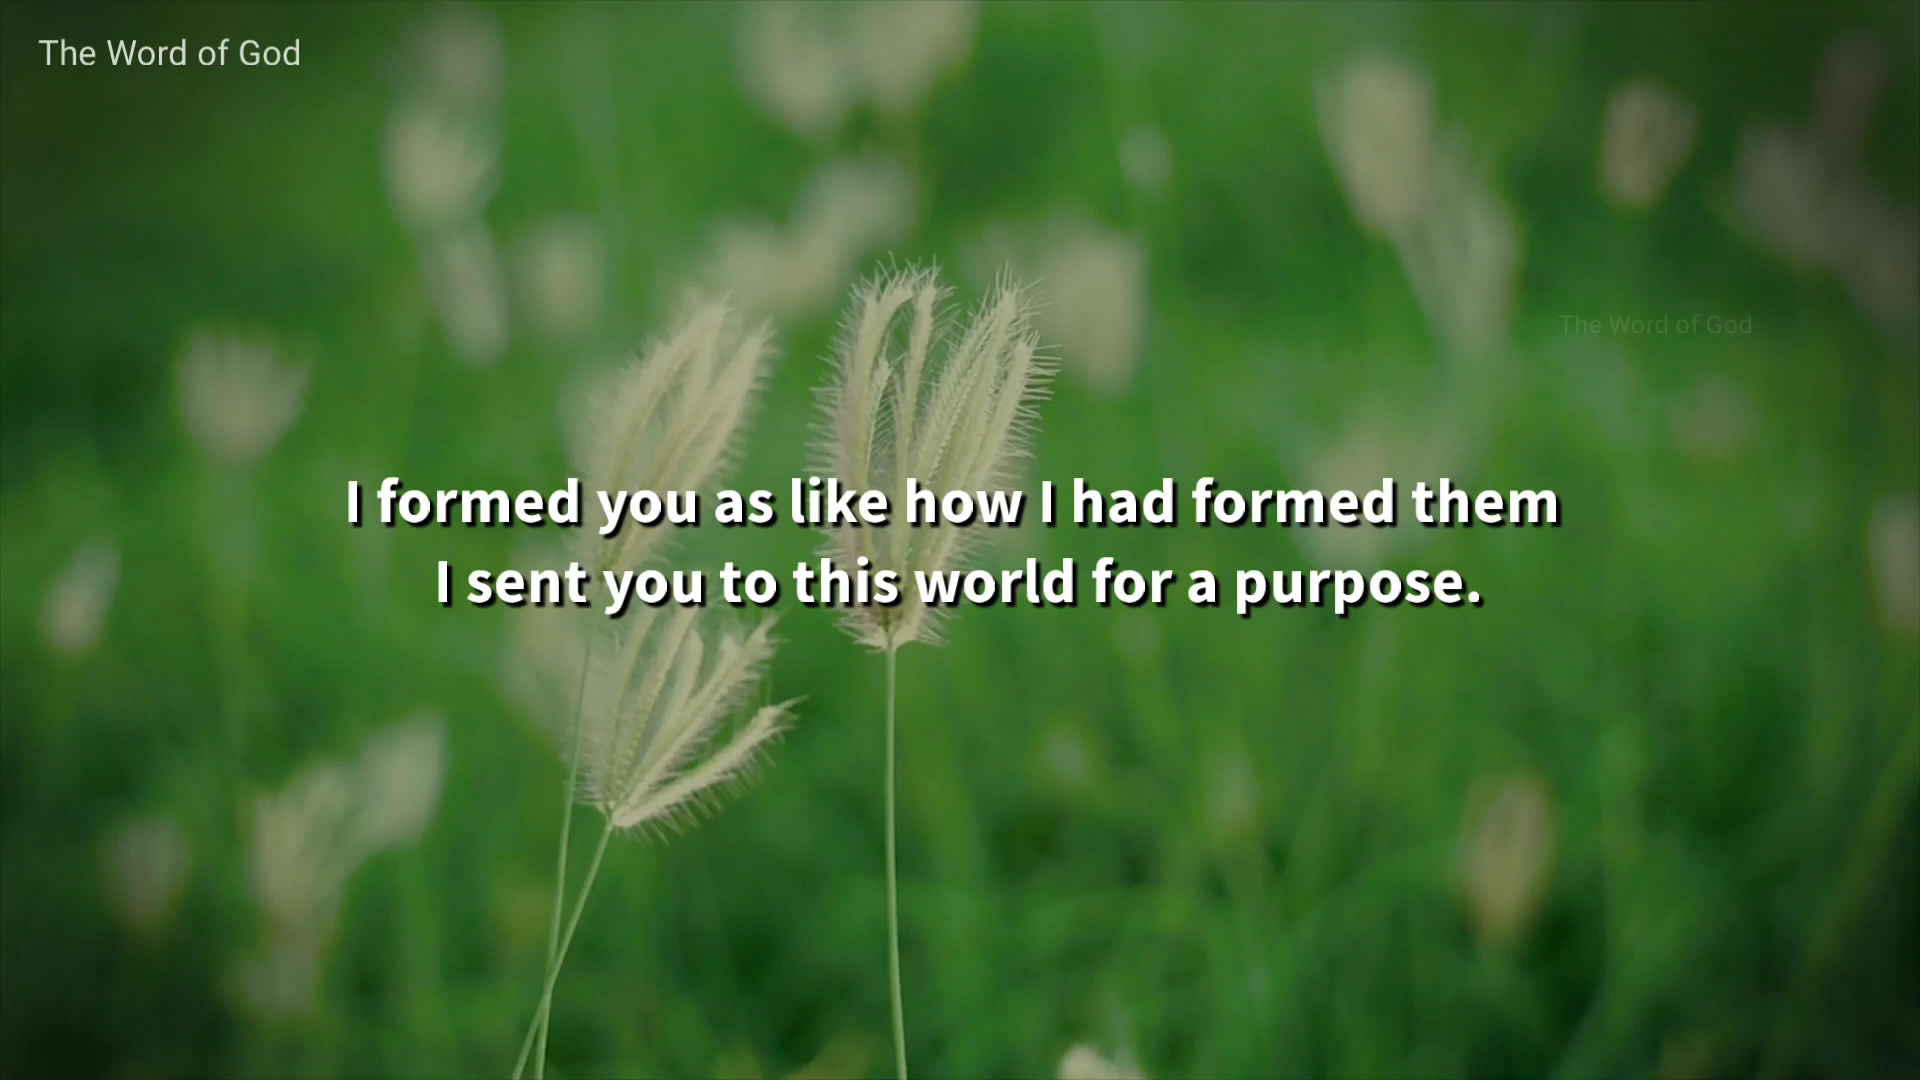 The Word of God
The Word of God
I formed you as like how I had formed them
I sent you to this world for a purpose.